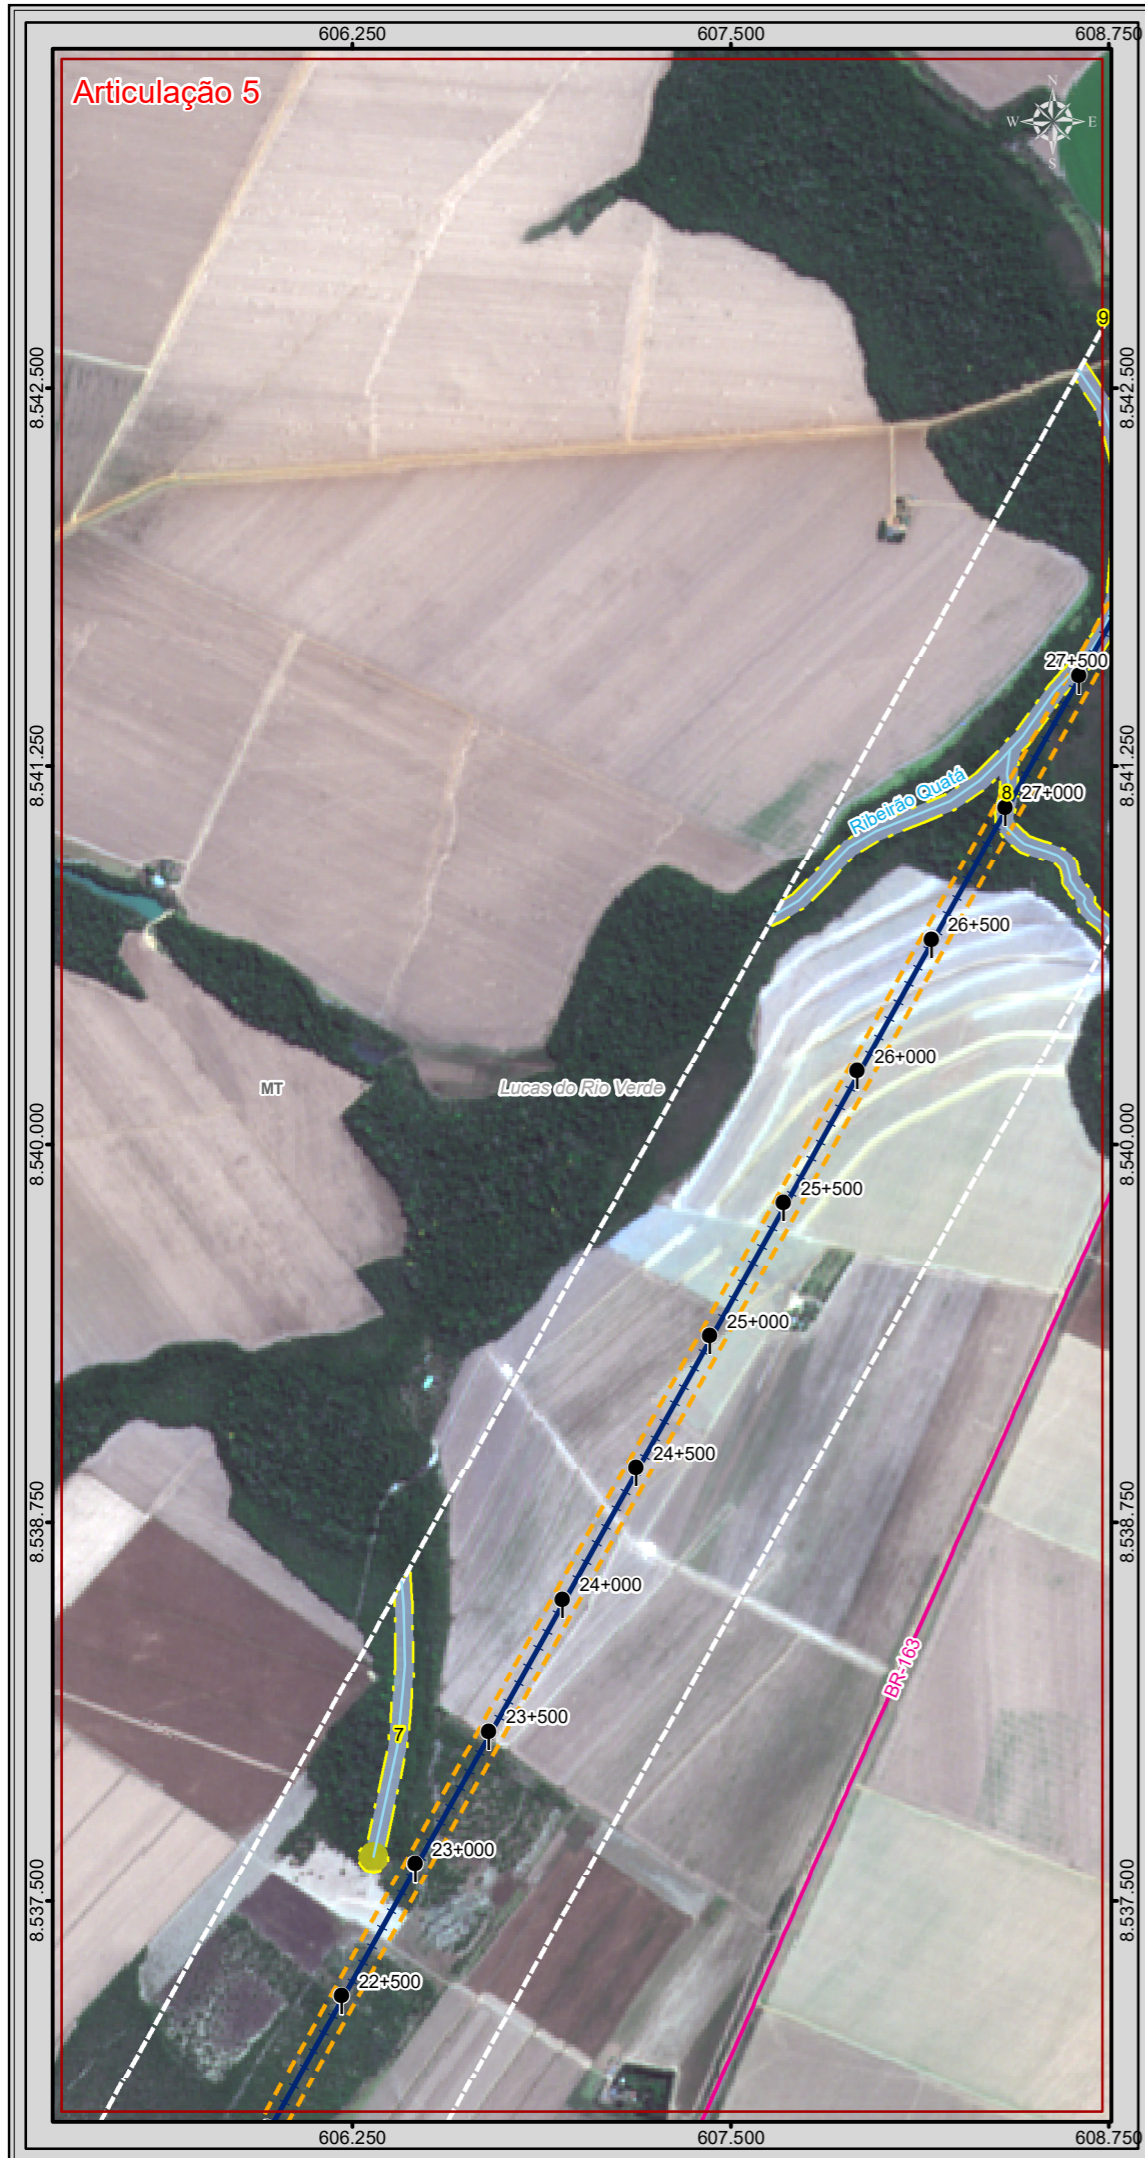 606.250 607.500 608.750
Articulação 5
N
W E
S
9
8.542.500 8.542.500
27+500
8.541.250 8.541.250
Ribeirão Quatá
8 27+000
26+500
26+000
MT Lucas do Rio Verde
8.540.000 8.540.000
25+500
25+000
24+500
8.538.750 8.538.750
24+000
BR-163
23+500
7
23+000
8.537.500 8.537.500
22+500
606.250 607.500 608.750